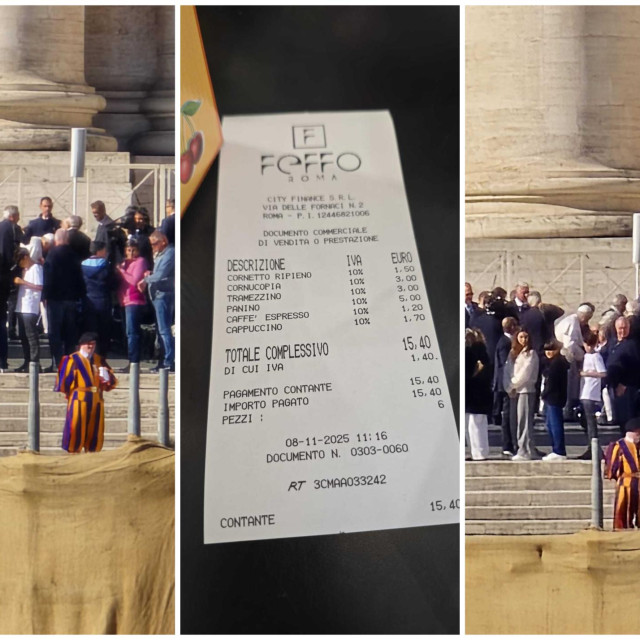 F
FEFFO
ROMA
CITY FINANCE S.R.L.
VIA DELLE FORNACI N.2
ROMA - P.I.12446821006
DOCUMENTO COMMERCIALE
DI VENDITA O PRESTAZIONE
DESCRIZIONE IVA EURO
CORNETTO RIPIENO 10% 1,50
CORNUCOPIA 10% 3,00
TRAMEZZINO 10% 3,00
PANINO 10% 5,00
CAFFE' ESPRESSO 10% 1,20
CAPPUCCINO 10% 1,70
TOTALE COMPLESSIVO 15,40
DI CUI IVA 1,40
PAGAMENTO CONTANTE 15,40
IMPORTO PAGATO 15,40
PEZZI : 6
08-11-2025 11:16
DOCUMENTO N. 0303-0060
RT 3CMAA033242
CONTANTE 15,40